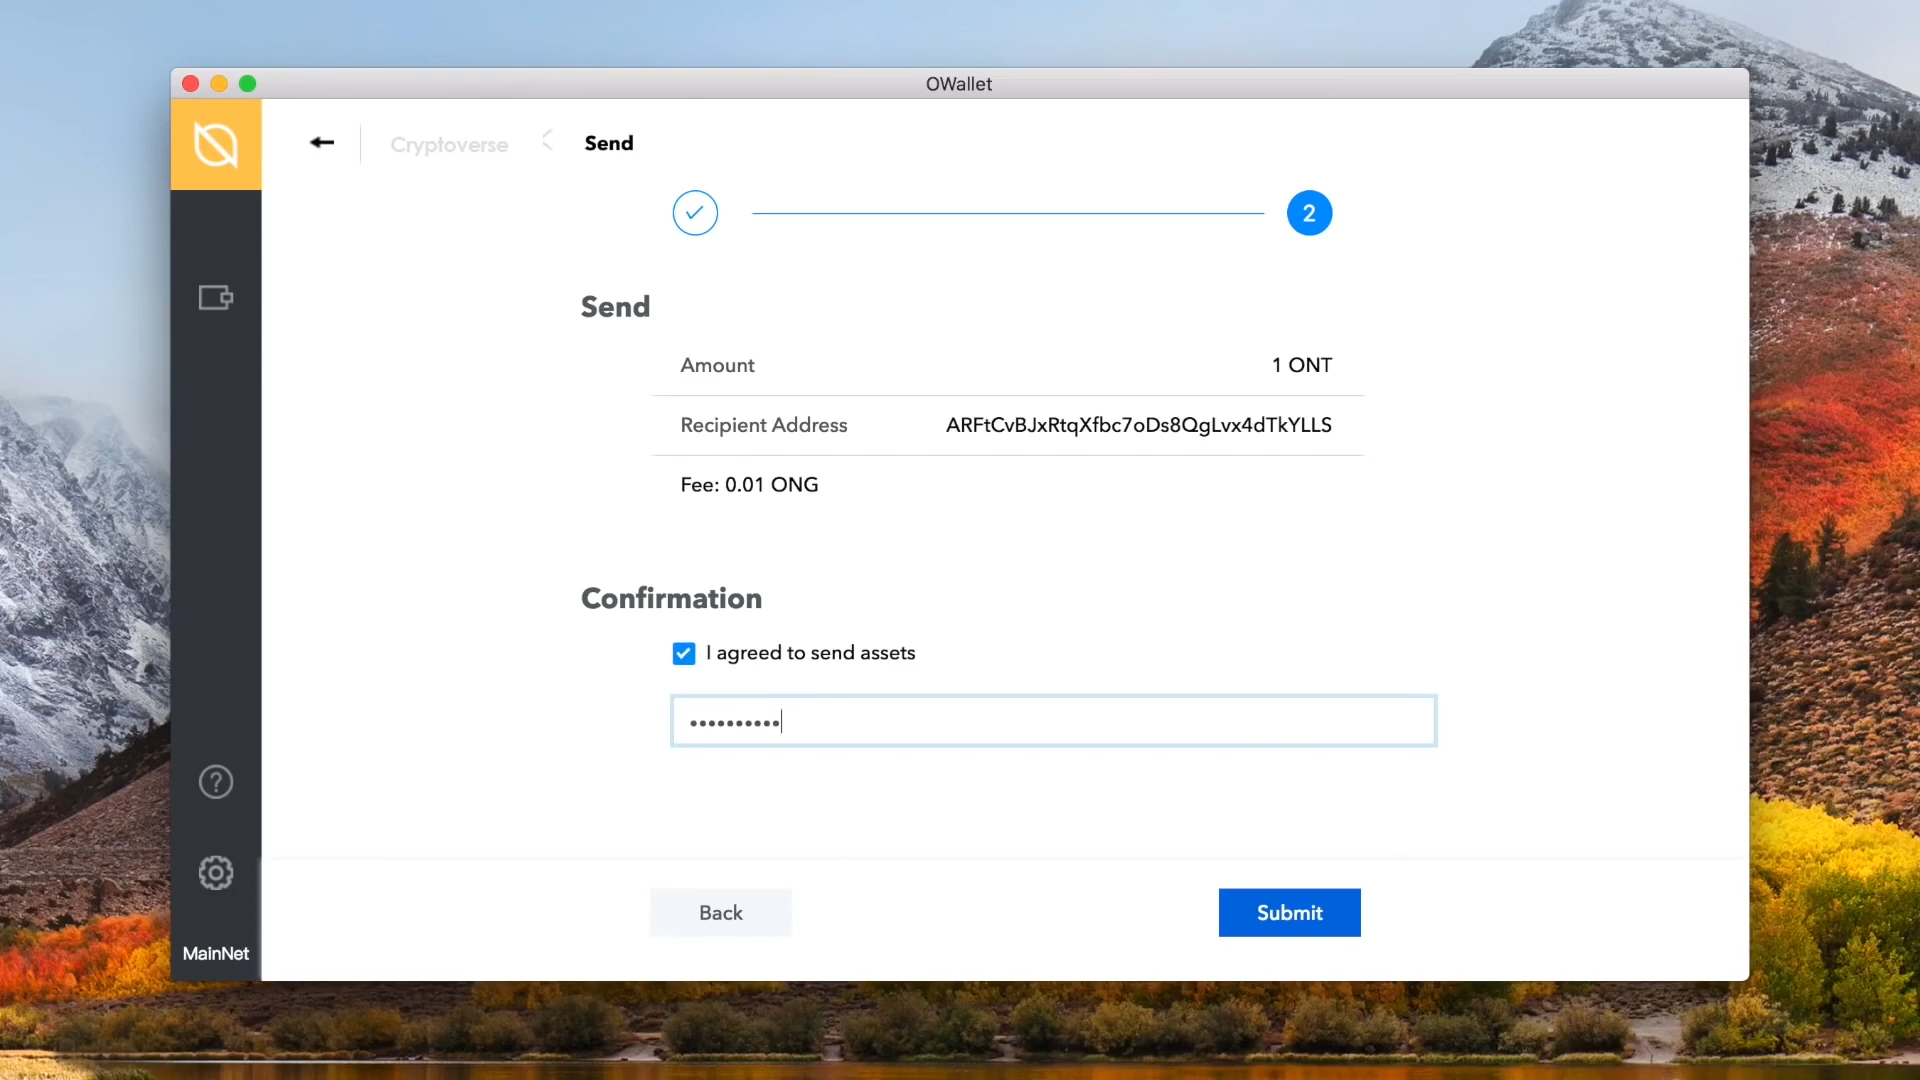 OWallet
Cryptoverse
Send
2
Send
Amount
1 ONT
Recipient Address
ARFtCvBJxRtqXfbc7oDs8QgLvx4dTkYLLS
Fee: 0.01 ONG
Confirmation
I agreed to send assets
Back
Submit
MainNet